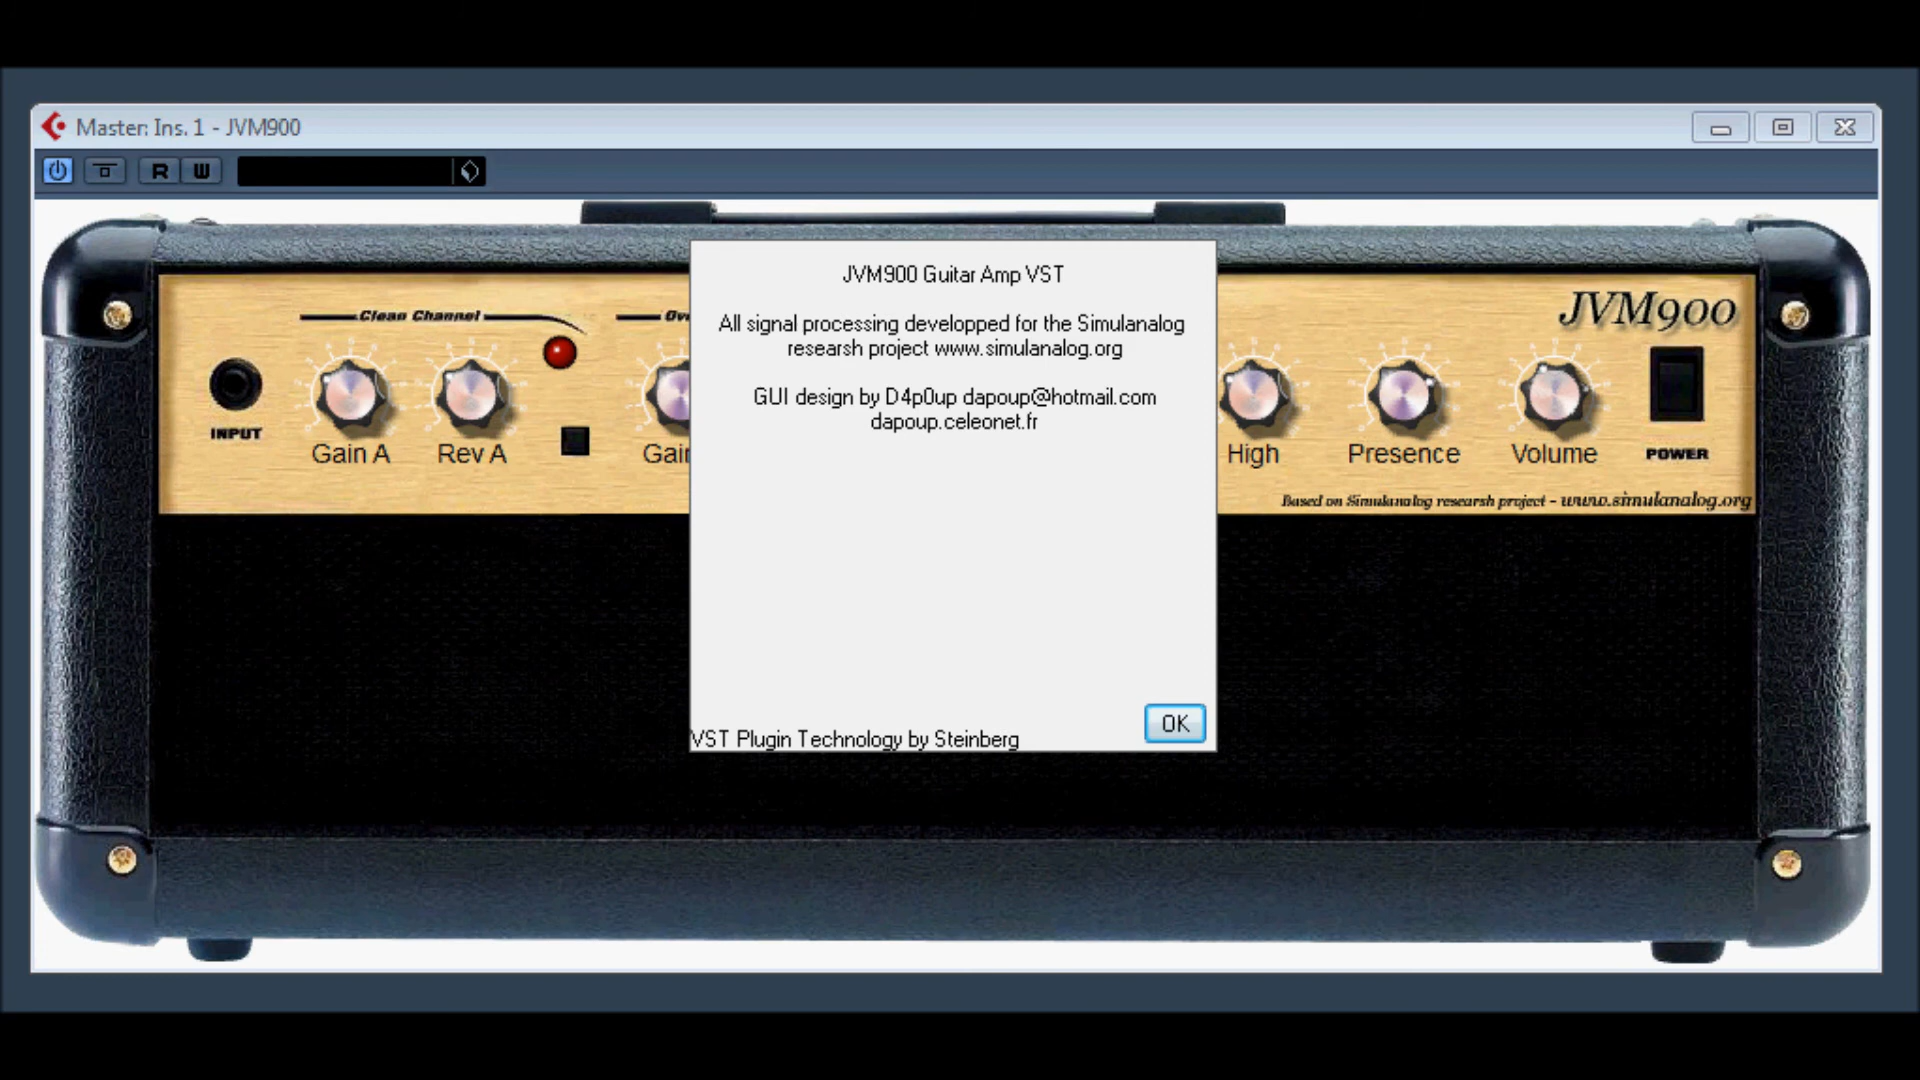 Master: Ins. 1 - JVM900
R W
JVM900 Guitar Amp VST
All signal processing developped for the Simulanalog
researsh project www.simulanalog.org
GUI design by D4p0up dapoup@hotmail.com
dapoup.celeonet.fr
VST Plugin Technology by Steinberg
OK
Clean Channel
JVM900
INPUT
Gain A
Rev A
High
Presence
Volume
POWER
Based on Simulanalog researsh project - www.simulanalog.org